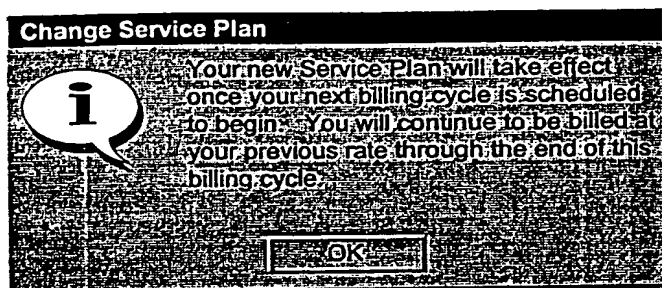 Change Service Plan
i
Your new Service Plan will take effect
once your next billing cycle is scheduled
to begin. You will continue to be billed at
your previous rate through the end of this
billing cycle.
OK